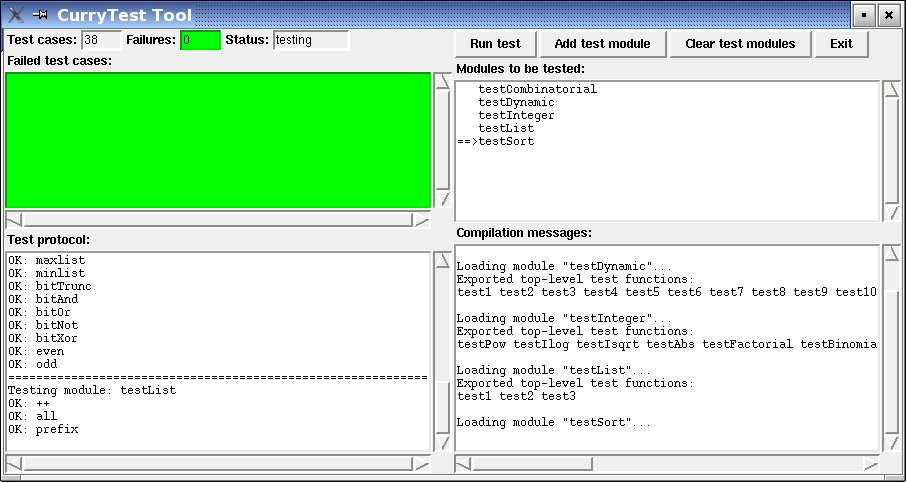 CurryTest Tool
Test cases: 38 Failures: 0 Status: testing
Run test Add test module Clear test modules Exit
Failed test cases:
Modules to be tested:
testCombinatorial
testDynamic
testInteger
testList
==>testSort
Test protocol:
OK: maxlist
OK: minlist
OK: bitTrunc
OK: bitAnd
OK: bitOr
OK: bitNot
OK: bitXor
OK: even
OK: odd
============================================================
Testing module: testList
OK: ++
OK: all
OK: prefix
Compilation messages:
Loading module "testDynamic"...
Exported top-level test functions:
test1 test2 test3 test4 test5 test6 test7 test8 test9 test10
Loading module "testInteger"...
Exported top-level test functions:
testPow testIlog testIsqrt testAbs testFactorial testBinomia
Loading module "testList"...
Exported top-level test functions:
test1 test2 test3
Loading module "testSort"...